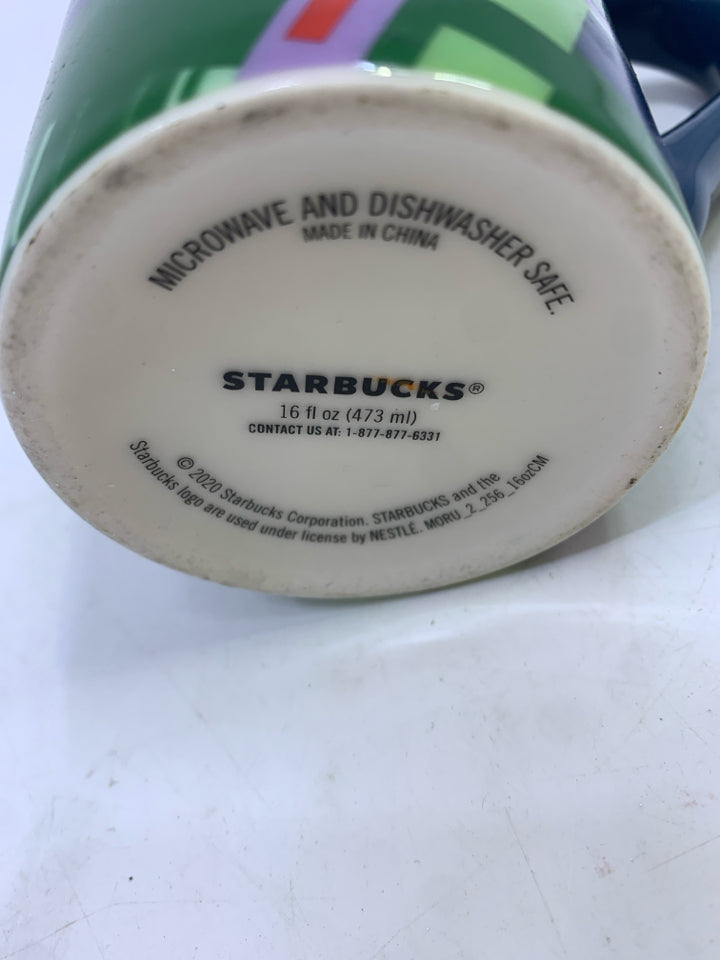 MICROWAVE AND DISHWASHER SAFE.
MADE IN CHINA
STARBUCKS®
16 fl oz (473 ml)
CONTACT US AT: 1-877-877-6331
© 2020 Starbucks Corporation. STARBUCKS and the
Starbucks logo are used under license by NESTLÉ. MORU_2_256_16ozCM